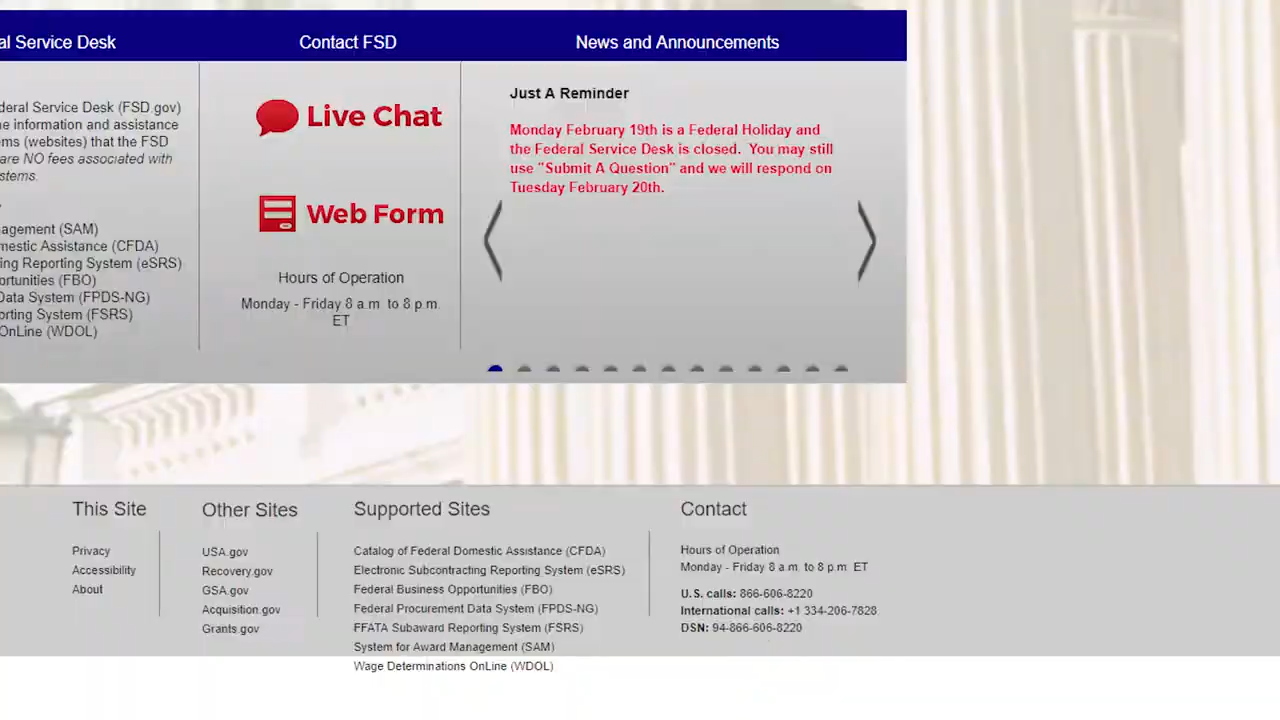 al Service Desk
Contact FSD
News and Announcements
deral Service Desk (FSD.gov)
e information and assistance
ems (websites) that the FSD
are NO fees associated with
stems.
agement (SAM)
mestic Assistance (CFDA)
ing Reporting System (eSRS)
ortunities (FBO)
Data System (FPDS-NG)
orting System (FSRS)
OnLine (WDOL)
Live Chat
Web Form
Hours of Operation
Monday - Friday 8 a.m. to 8 p.m.
ET
Just A Reminder
Monday February 19th is a Federal Holiday and
the Federal Service Desk is closed. You may still
use "Submit A Question" and we will respond on
Tuesday February 20th.
This Site
Privacy
Accessibility
About
Other Sites
USA.gov
Recovery.gov
GSA.gov
Acquisition.gov
Grants.gov
Supported Sites
Catalog of Federal Domestic Assistance (CFDA)
Electronic Subcontracting Reporting System (eSRS)
Federal Business Opportunities (FBO)
Federal Procurement Data System (FPDS-NG)
FFATA Subaward Reporting System (FSRS)
System for Award Management (SAM)
Wage Determinations OnLine (WDOL)
Contact
Hours of Operation
Monday - Friday 8 a.m. to 8 p.m. ET
U.S. calls: 866-606-8220
International calls: +1 334-206-7828
DSN: 94-866-606-8220